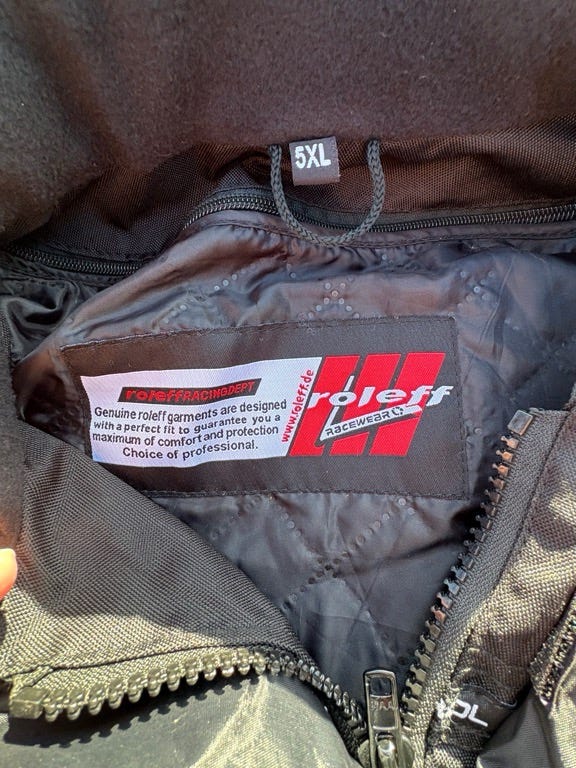 5XL
roleffRACINGDEPT
Genuine roleff garments are designed
with a perfect fit to guarantee you a
maximum of comfort and protection
Choice of professional.
www.roleff.de
roleff
RACEWEAR